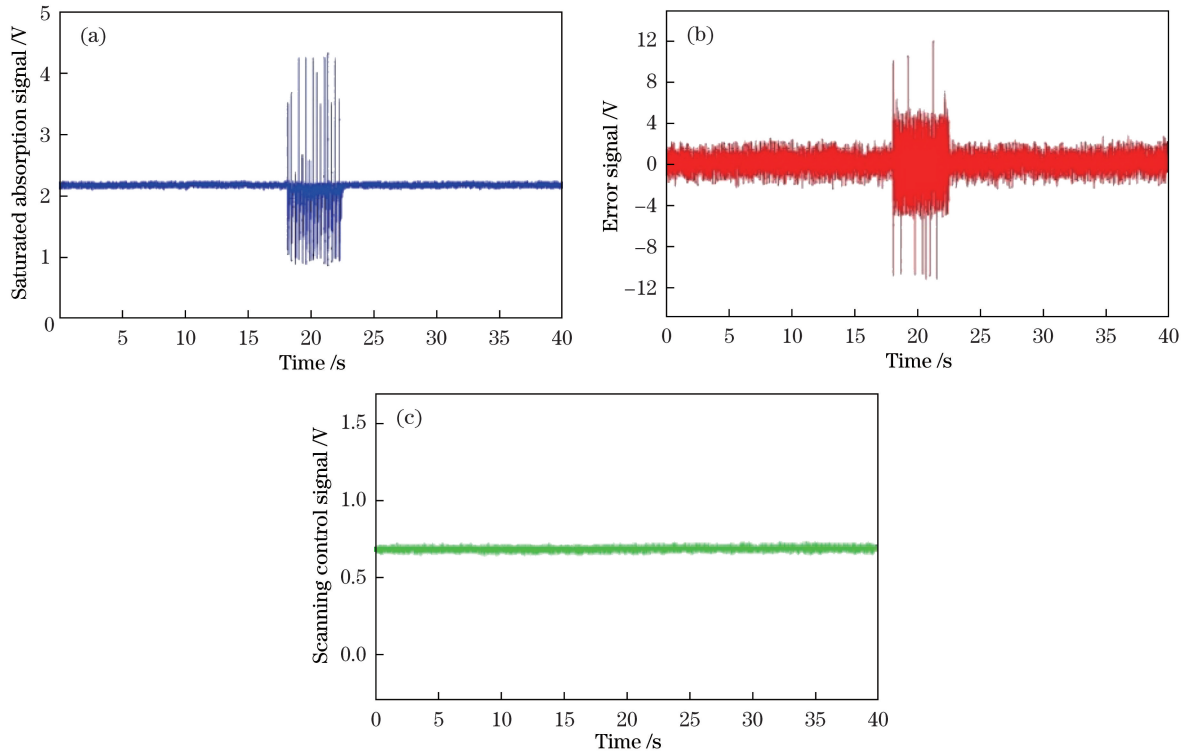 (a)
Saturated absorption signal /V
5
4
3
2
1
0
5 10 15 20 25 30 35 40
Time /s
(b)
Error signal /V
12
8
4
0
−4
−8
−12
0 5 10 15 20 25 30 35 40
Time /s
(c)
Scanning control signal /V
1.5
1.0
0.5
0.0
0 5 10 15 20 25 30 35 40
Time /s